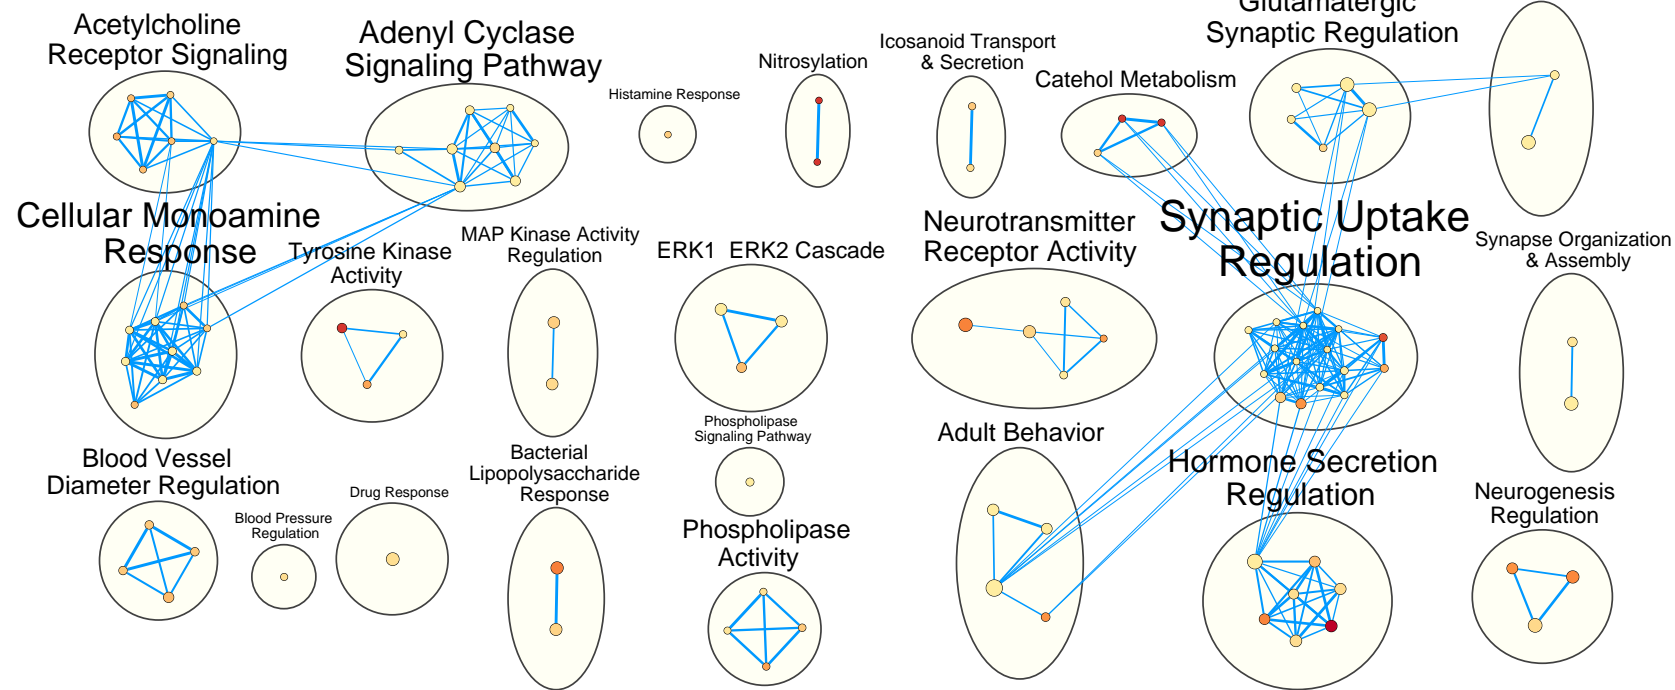 Acetylcholine
Receptor Signaling
Adenyl Cyclase
Signaling Pathway
Histamine Response
Nitrosylation
Icosanoid Transport
& Secretion
Catehol Metabolism
Glutamatergic
Synaptic Regulation
Cellular Monoamine
Response
Tyrosine Kinase
Activity
MAP Kinase Activity
Regulation
ERK1 ERK2 Cascade
Neurotransmitter
Receptor Activity
Synaptic Uptake
Regulation
Synapse Organization
& Assembly
Blood Vessel
Diameter Regulation
Blood Pressure
Regulation
Drug Response
Bacterial
Lipopolysaccharide
Response
Phospholipase
Signaling Pathway
Phospholipase
Activity
Adult Behavior
Hormone Secretion
Regulation
Neurogenesis
Regulation